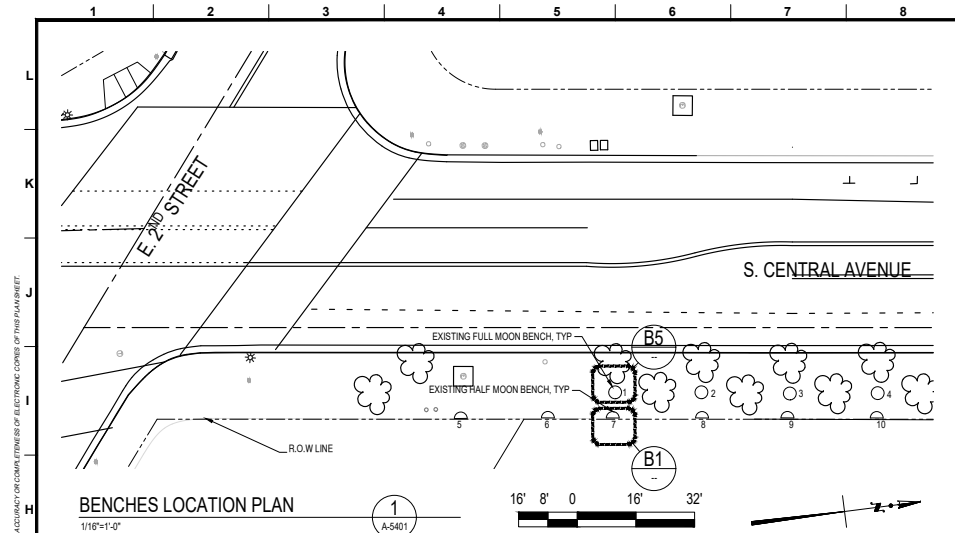 1 2 3 4 5 6 7 8
L
K
J
I
H
E. 2ND STREET
S. CENTRAL AVENUE
EXISTING FULL MOON BENCH, TYP
B5
--
EXISTING HALF MOON BENCH, TYP
1 2 3 4
5 6 7 8 9 10
R.O.W LINE
B1
--
BENCHES LOCATION PLAN
1/16"=1'-0"
1
A-5401
16' 8' 0 16' 32'
Z
ACCURACY OR COMPLETENESS OF ELECTRONIC COPIES OF THIS PLAN SHEET.